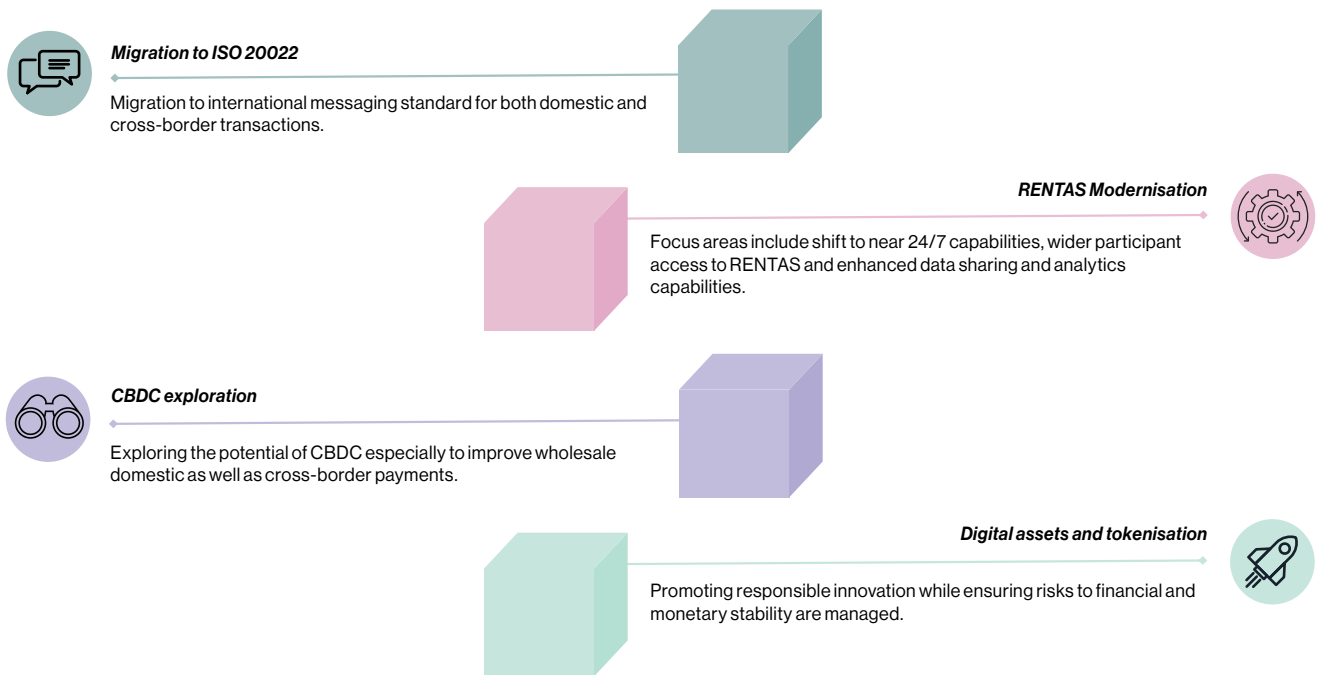 Migration to ISO 20022
Migration to international messaging standard for both domestic and
cross-border transactions.
RENTAS Modernisation
Focus areas include shift to near 24/7 capabilities, wider participant
access to RENTAS and enhanced data sharing and analytics
capabilities.
CBDC exploration
Exploring the potential of CBDC especially to improve wholesale
domestic as well as cross-border payments.
Digital assets and tokenisation
Promoting responsible innovation while ensuring risks to financial and
monetary stability are managed.